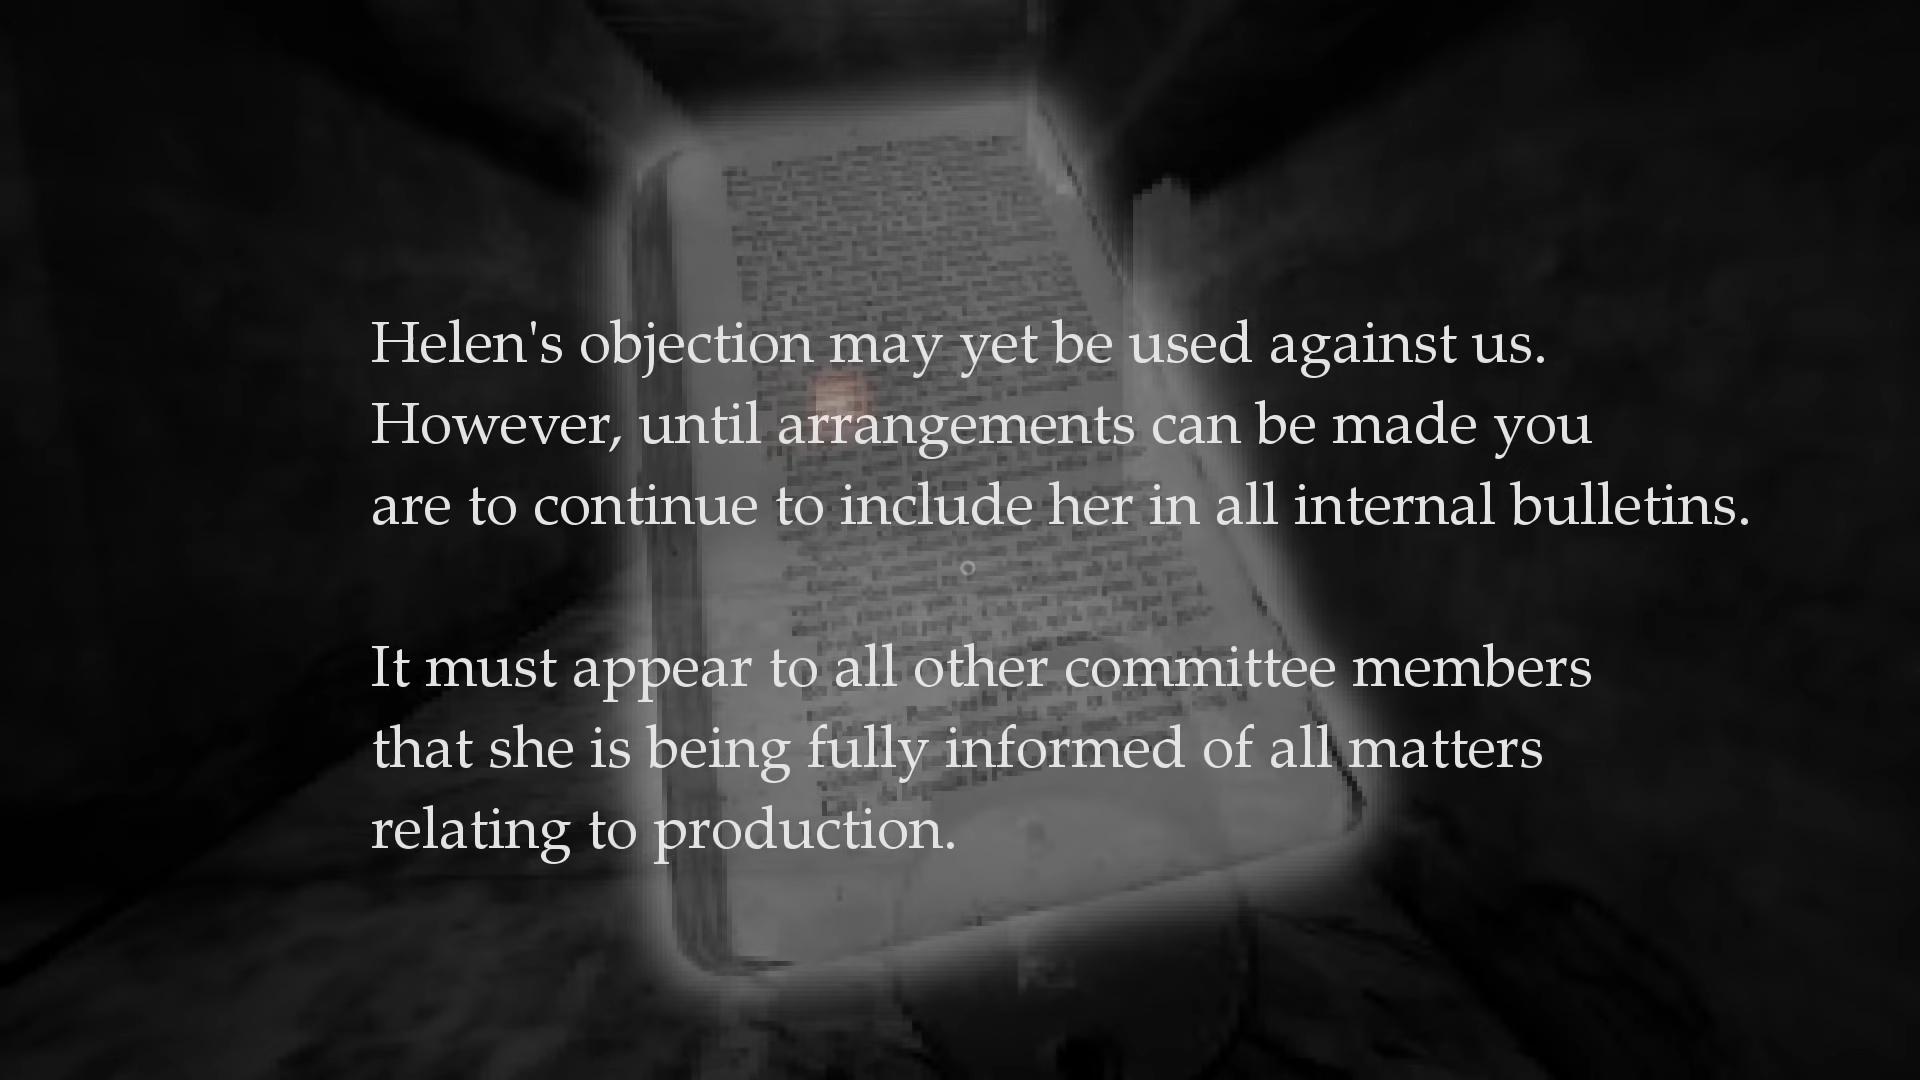 Helen's objection may yet be used against us.
However, until arrangements can be made you
are to continue to include her in all internal bulletins.
It must appear to all other committee members
that she is being fully informed of all matters
relating to production.